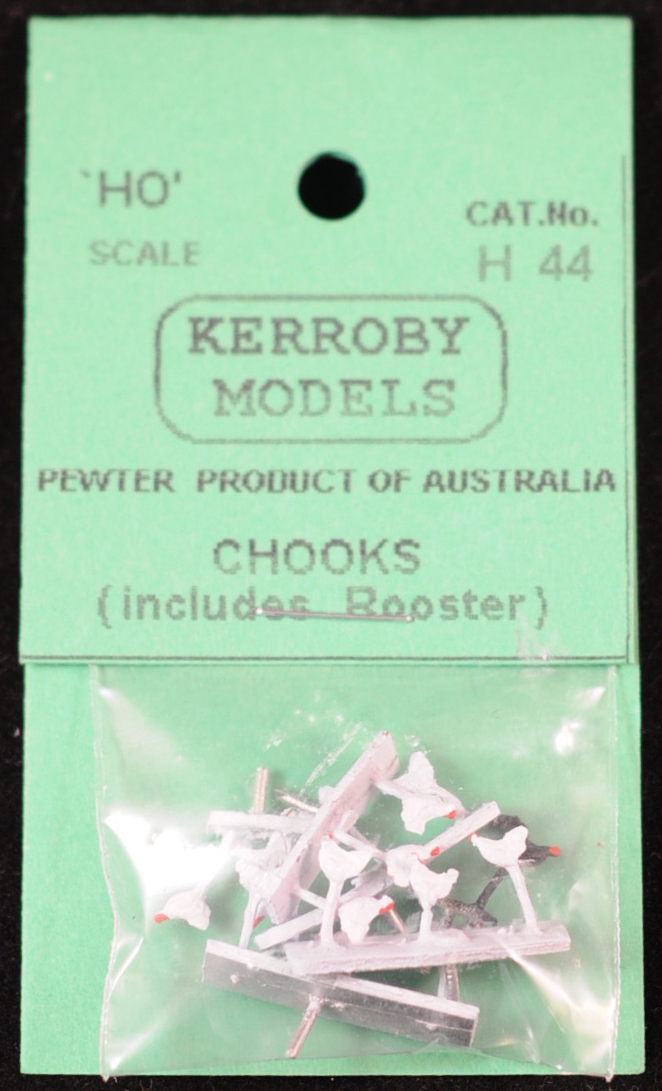 `HO'
SCALE
CAT.No.
H 44
KERROBY
MODELS
PEWTER PRODUCT OF AUSTRALIA
CHOOKS
(includes Rooster)